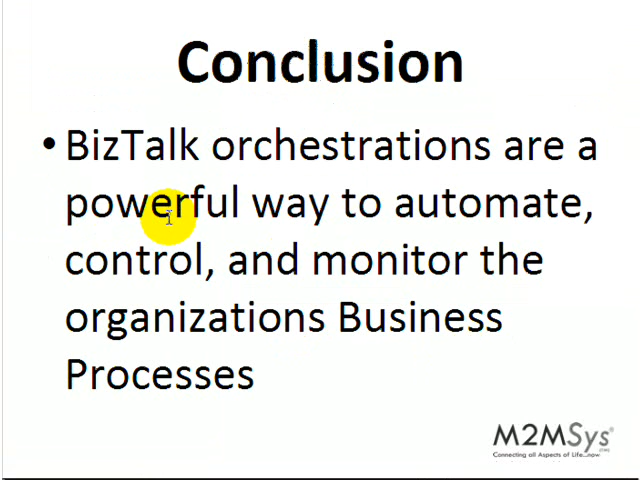 Conclusion
• BizTalk orchestrations are a
powerful way to automate,
control, and monitor the
organizations Business
Processes
M2MSys
Connecting all Aspects of Life...now